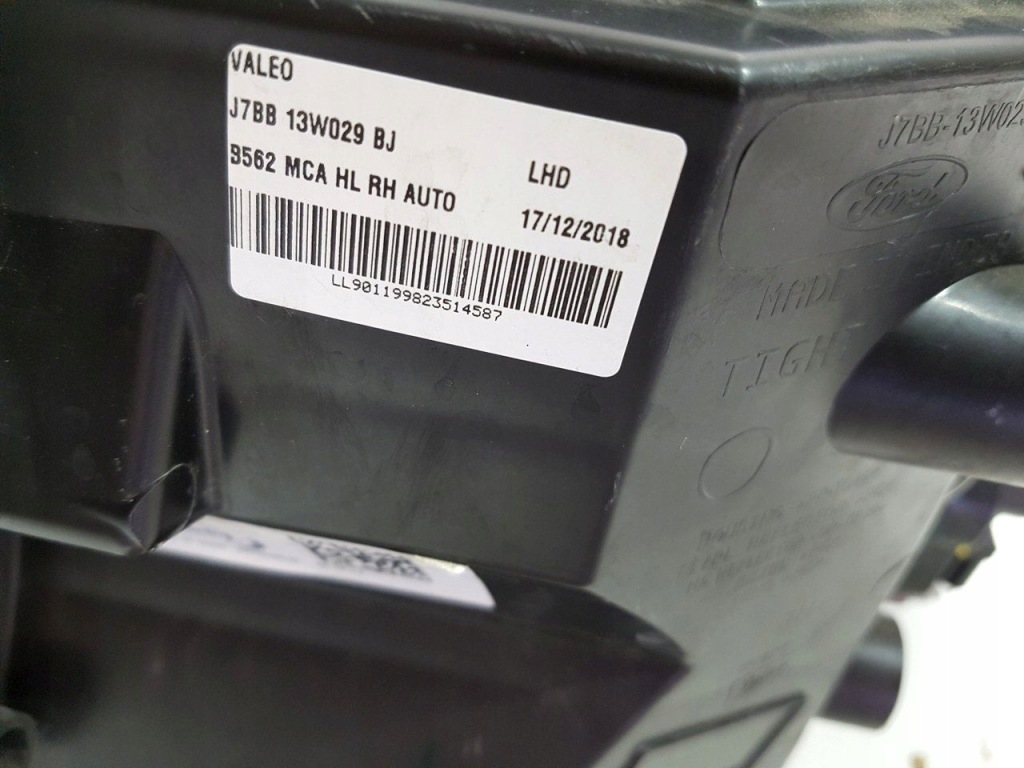 VALEO
J7BB 13W029 BJ
B562 MCA HL RH AUTO
LHD
17/12/2018
LL901199823514587
J7BB-13W02
Ford
MADE
TIGH